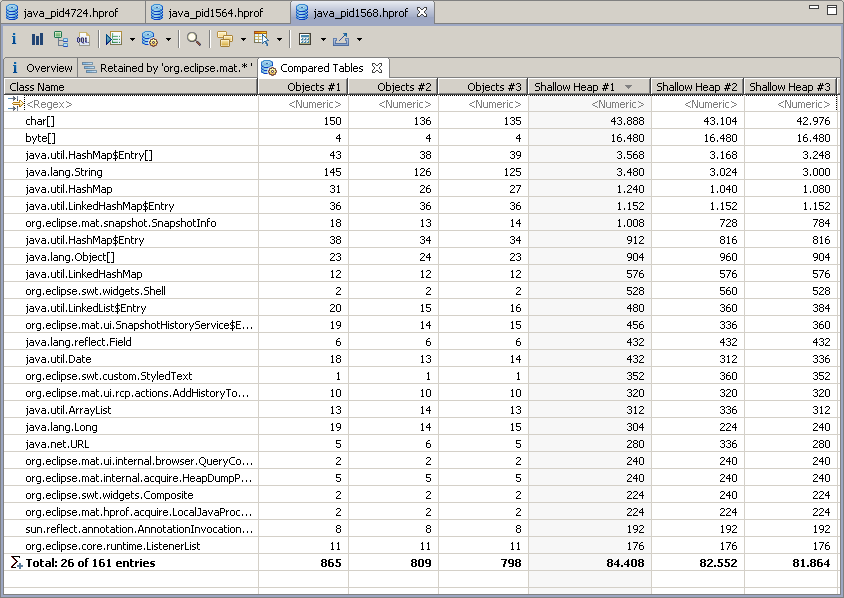 java_pid4724.hprof java_pid1564.hprof java_pid1568.hprof
i OQL
i Overview Retained by 'org.eclipse.mat.*' Compared Tables
Class Name Objects #1 Objects #2 Objects #3 Shallow Heap #1 Shallow Heap #2 Shallow Heap #3
<Regex> <Numeric> <Numeric> <Numeric> <Numeric> <Numeric> <Numeric>
char[] 150 136 135 43.888 43.104 42.976
byte[] 4 4 4 16.480 16.480 16.480
java.util.HashMap$Entry[] 43 38 39 3.568 3.168 3.248
java.lang.String 145 126 125 3.480 3.024 3.000
java.util.HashMap 31 26 27 1.240 1.040 1.080
java.util.LinkedHashMap$Entry 36 36 36 1.152 1.152 1.152
org.eclipse.mat.snapshot.SnapshotInfo 18 13 14 1.008 728 784
java.util.HashMap$Entry 38 34 34 912 816 816
java.lang.Object[] 23 24 23 904 960 904
java.util.LinkedHashMap 12 12 12 576 576 576
org.eclipse.swt.widgets.Shell 2 2 2 528 560 528
java.util.LinkedList$Entry 20 15 16 480 360 384
org.eclipse.mat.ui.SnapshotHistoryService$E... 19 14 15 456 336 360
java.lang.reflect.Field 6 6 6 432 432 432
java.util.Date 18 13 14 432 312 336
org.eclipse.swt.custom.StyledText 1 1 1 352 360 352
org.eclipse.mat.ui.rcp.actions.AddHistoryTo... 10 10 10 320 320 320
java.util.ArrayList 13 14 13 312 336 312
java.lang.Long 19 14 15 304 224 240
java.net.URL 5 6 5 280 336 280
org.eclipse.mat.ui.internal.browser.QueryCo... 2 2 2 240 240 240
org.eclipse.mat.internal.acquire.HeapDumpP... 5 5 5 240 240 240
org.eclipse.swt.widgets.Composite 2 2 2 224 240 224
org.eclipse.mat.hprof.acquire.LocalJavaProc... 2 2 2 224 224 224
sun.reflect.annotation.AnnotationInvocation... 8 8 8 192 192 192
org.eclipse.core.runtime.ListenerList 11 11 11 176 176 176
Total: 26 of 161 entries 865 809 798 84.408 82.552 81.864